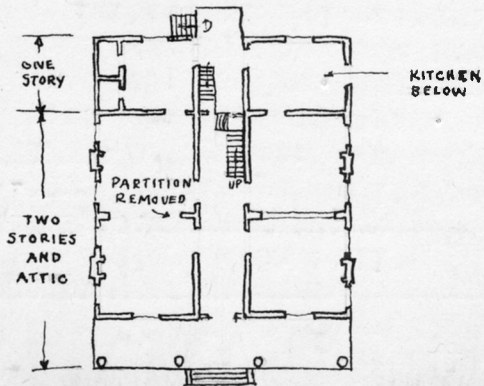 D
ONE
STORY
KITCHEN
BELOW
UP
PARTITION
REMOVED
TWO
STORIES
AND
ATTIC